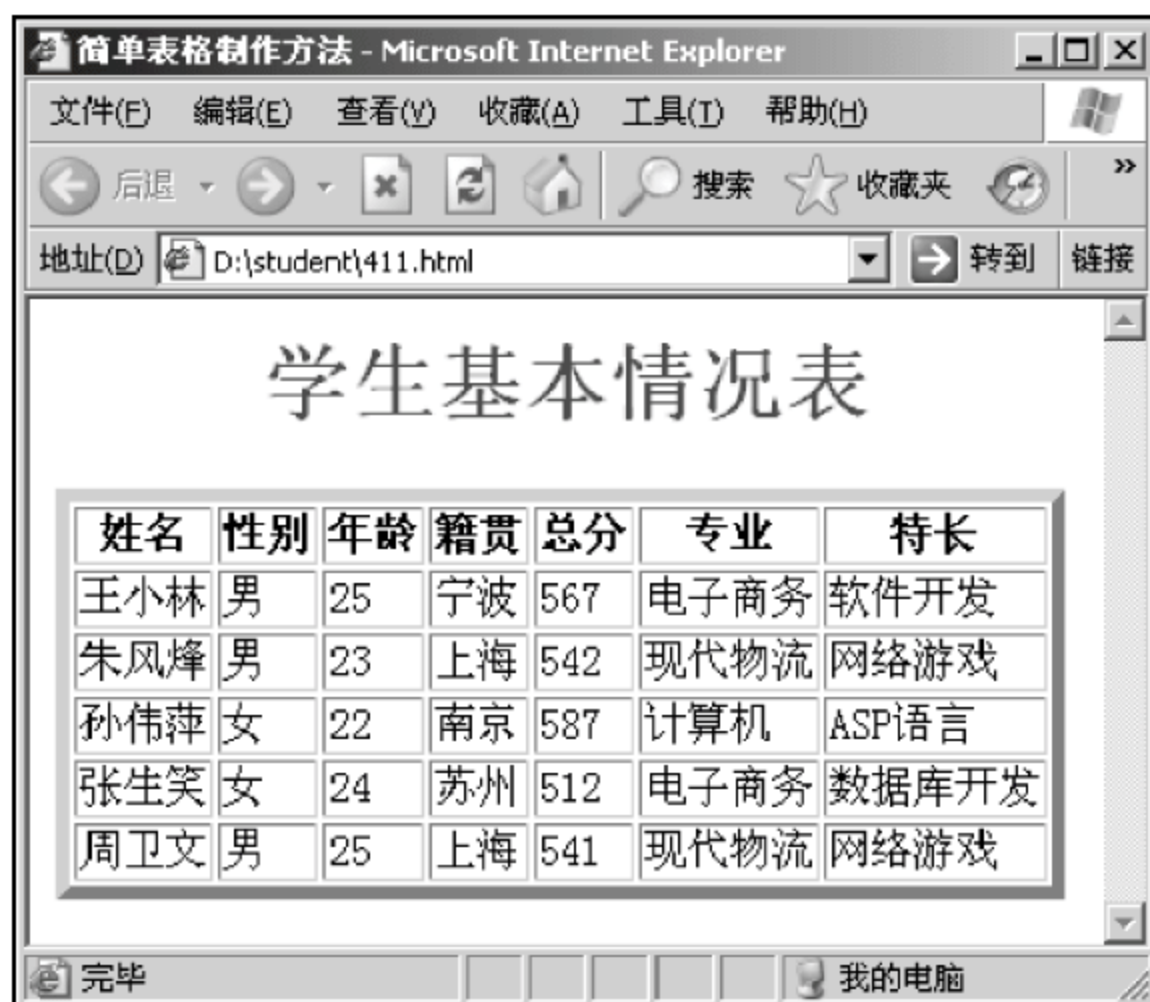 简单表格制作方法 - Microsoft Internet Explorer
文件(F) 编辑(E) 查看(V) 收藏(A) 工具(T) 帮助(H)
后退 搜索 收藏夹 »
地址(D) D:\student\411.html 转到 链接
学生基本情况表
姓名 性别 年龄 籍贯 总分 专业 特长
王小林 男 25 宁波 567 电子商务 软件开发
朱风烽 男 23 上海 542 现代物流 网络游戏
孙伟萍 女 22 南京 587 计算机 ASP语言
张生笑 女 24 苏州 512 电子商务 数据库开发
周卫文 男 25 上海 541 现代物流 网络游戏
完毕 我的电脑